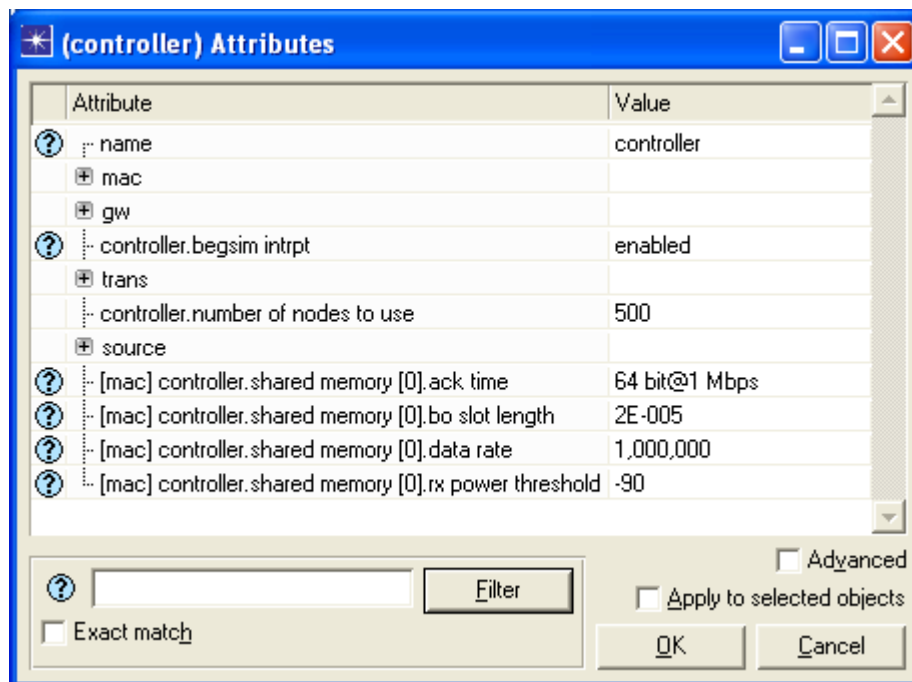 (controller) Attributes
Attribute Value
name controller
mac
gw
controller.begsim intrpt enabled
trans
controller.number of nodes to use 500
source
[mac] controller.shared memory [0].ack time 64 bit@1 Mbps
[mac] controller.shared memory [0].bo slot length 2E-005
[mac] controller.shared memory [0].data rate 1,000,000
[mac] controller.shared memory [0].rx power threshold -90
Advanced
Filter
Apply to selected objects
Exact match
OK Cancel